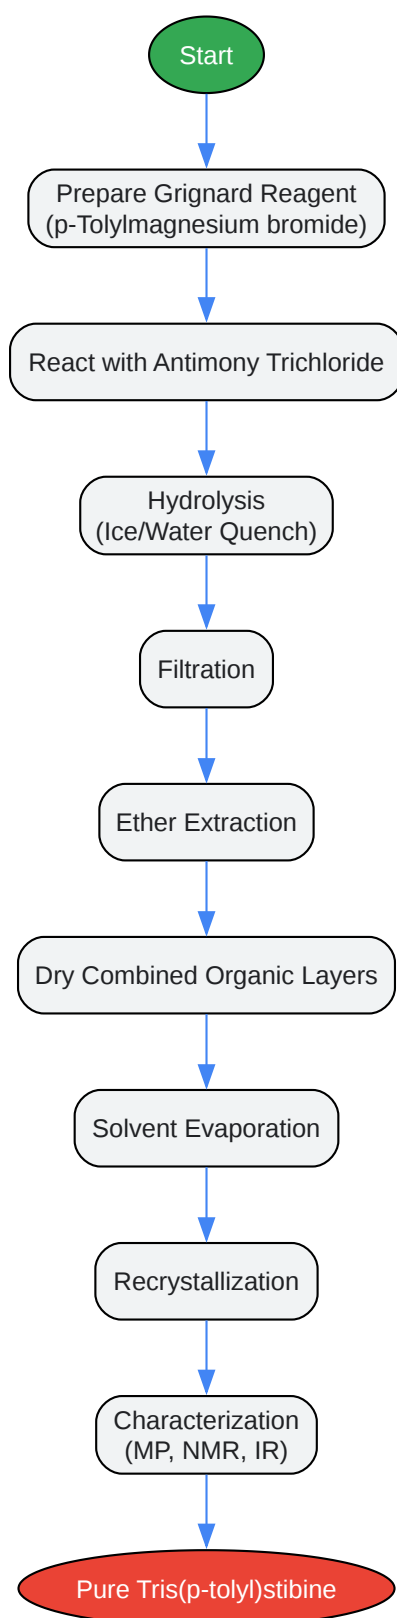 Start
Prepare Grignard Reagent
(p-Tolylmagnesium bromide)
React with Antimony Trichloride
Hydrolysis
(Ice/Water Quench)
Filtration
Ether Extraction
Dry Combined Organic Layers
Solvent Evaporation
Recrystallization
Characterization
(MP, NMR, IR)
Pure Tris(p-tolyl)stibine